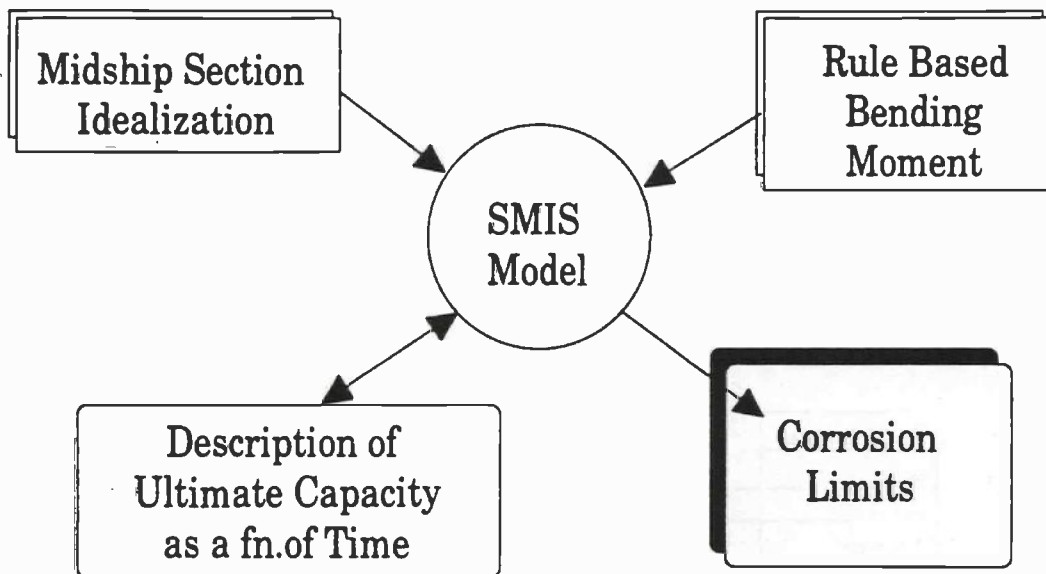 Midship Section
Idealization
Rule Based
Bending
Moment
SMIS
Model
Description of
Ultimate Capacity
as a fn.of Time
Corrosion
Limits